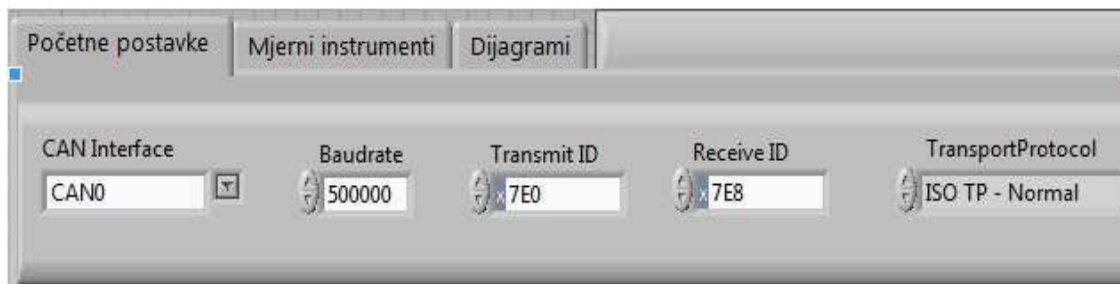 Početne postavke Mjerni instrumenti Dijagrami
CAN Interface Baudrate Transmit ID Receive ID TransportProtocol
CAN0 500000 x 7E0 x 7E8 ISO TP - Normal